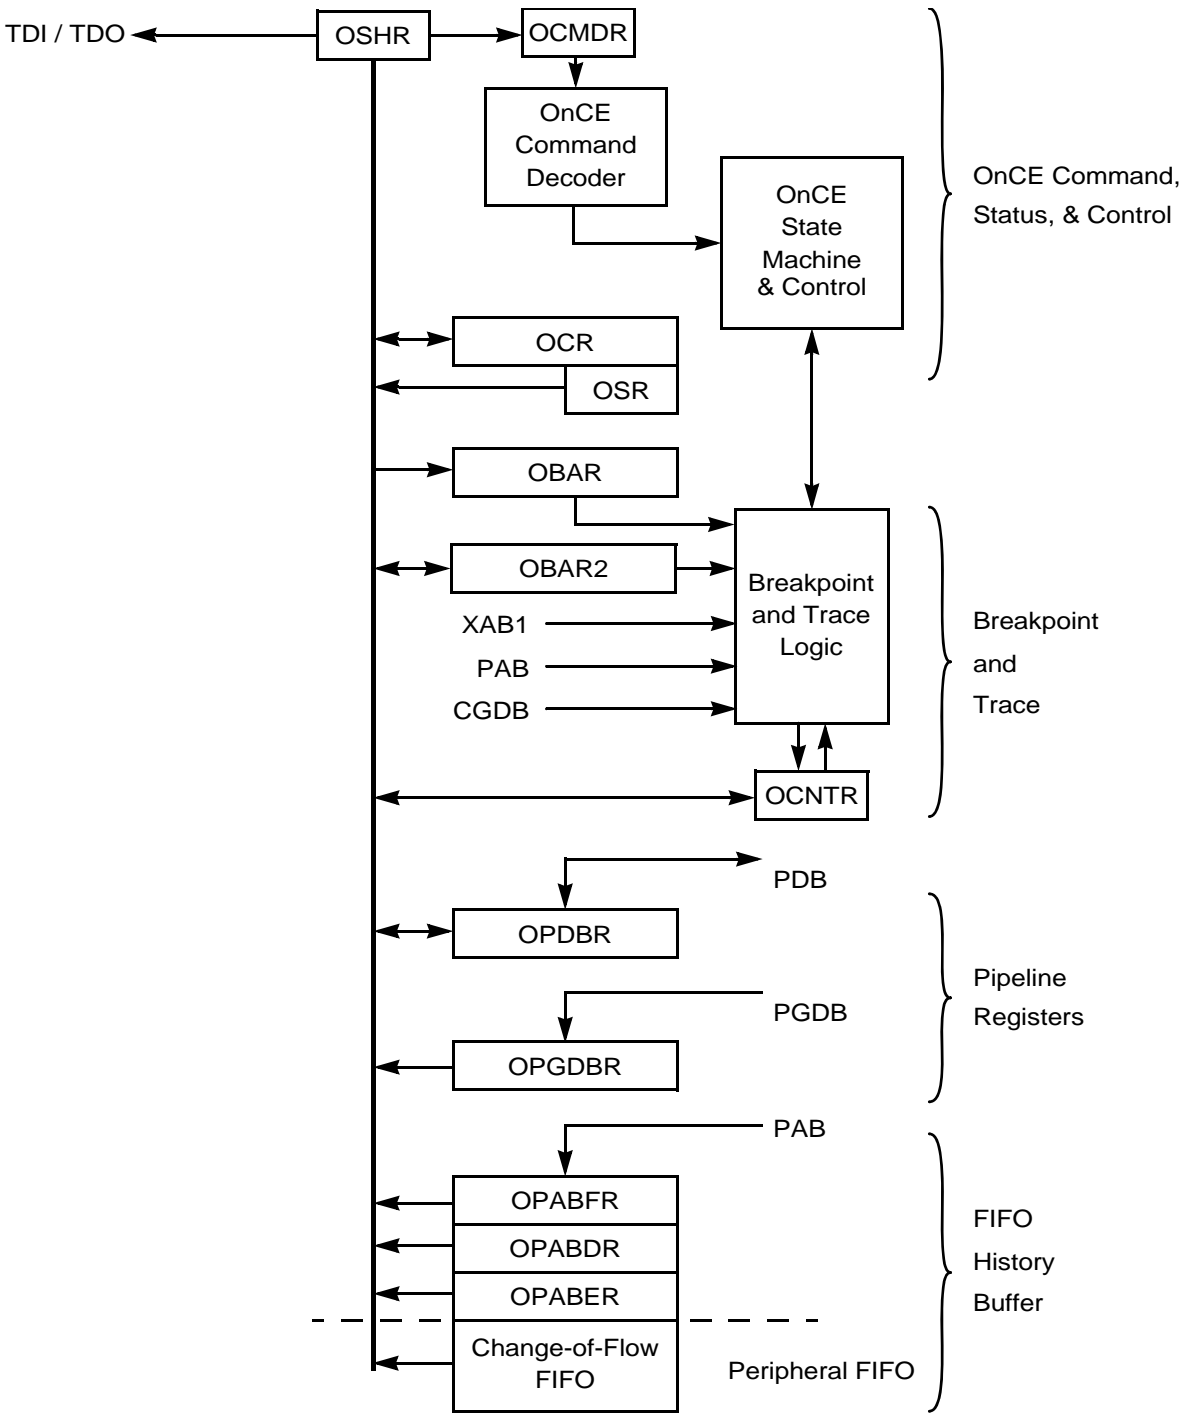 TDI / TDO
OSHR
OCMDR
OnCE
Command
Decoder
OnCE
State
Machine
& Control
OnCE Command,
Status, & Control
OCR
OSR
OBAR
OBAR2
XAB1
PAB
CGDB
Breakpoint
and Trace
Logic
OCNTR
Breakpoint
and
Trace
PDB
OPDBR
PGDB
OPGDBR
Pipeline
Registers
PAB
OPABFR
OPABDR
OPABER
Change-of-Flow
FIFO
Peripheral FIFO
FIFO
History
Buffer